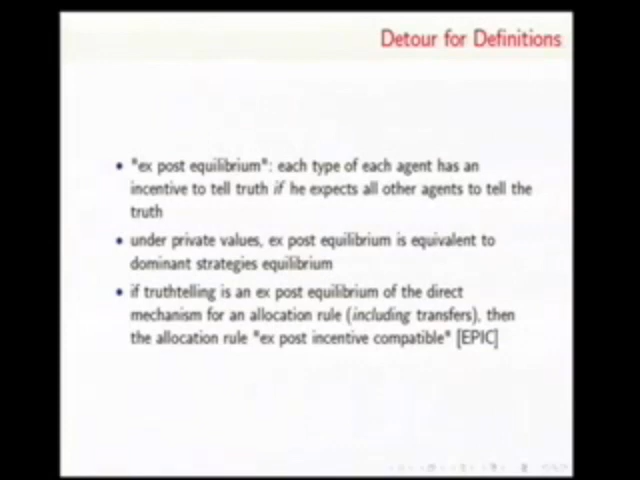 Detour for Definitions
• "ex post equilibrium": each type of each agent has an
incentive to tell truth if he expects all other agents to tell the
truth
• under private values, ex post equilibrium is equivalent to
dominant strategies equilibrium
• if truthtelling is an ex post equilibrium of the direct
mechanism for an allocation rule (including transfers), then
the allocation rule "ex post incentive compatible" [EPIC]